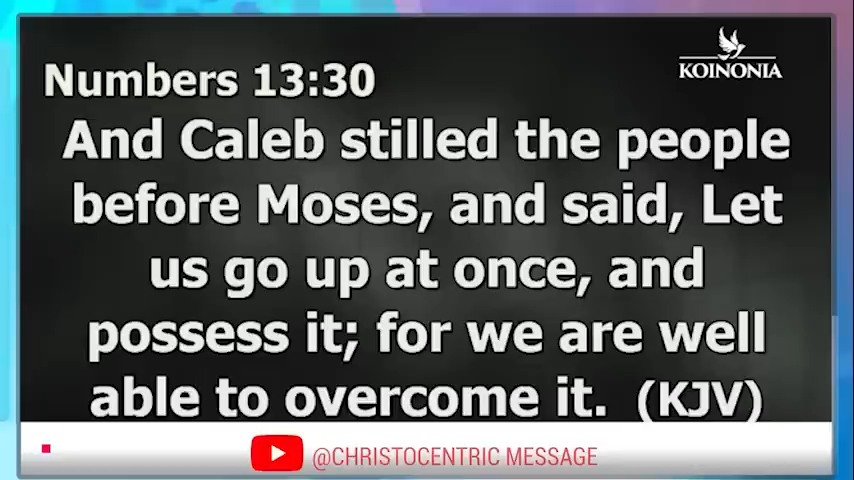 Numbers 13:30
KOINONIA
And Caleb stilled the people
before Moses, and said, Let
us go up at once, and
possess it; for we are well
able to overcome it. (KJV)
@CHRISTOCENTRIC MESSAGE